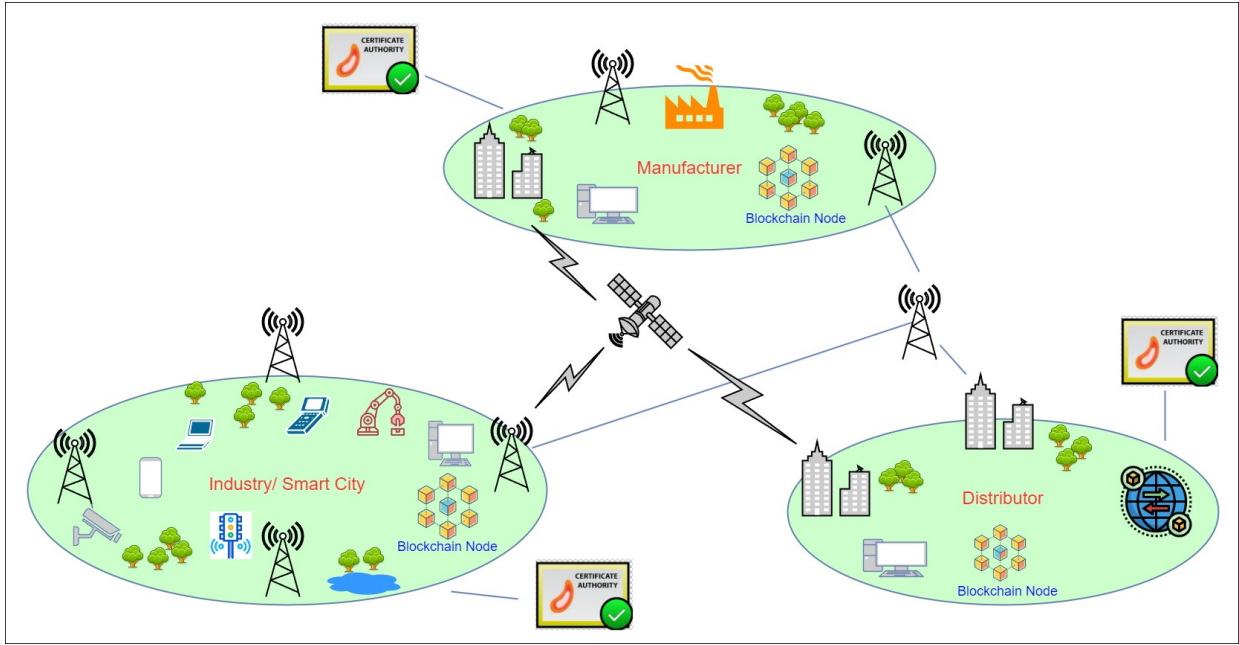 CERTIFICATE
AUTHORITY
Manufacturer
Blockchain Node
CERTIFICATE
AUTHORITY
Industry/ Smart City
Blockchain Node
Distributor
Blockchain Node
CERTIFICATE
AUTHORITY